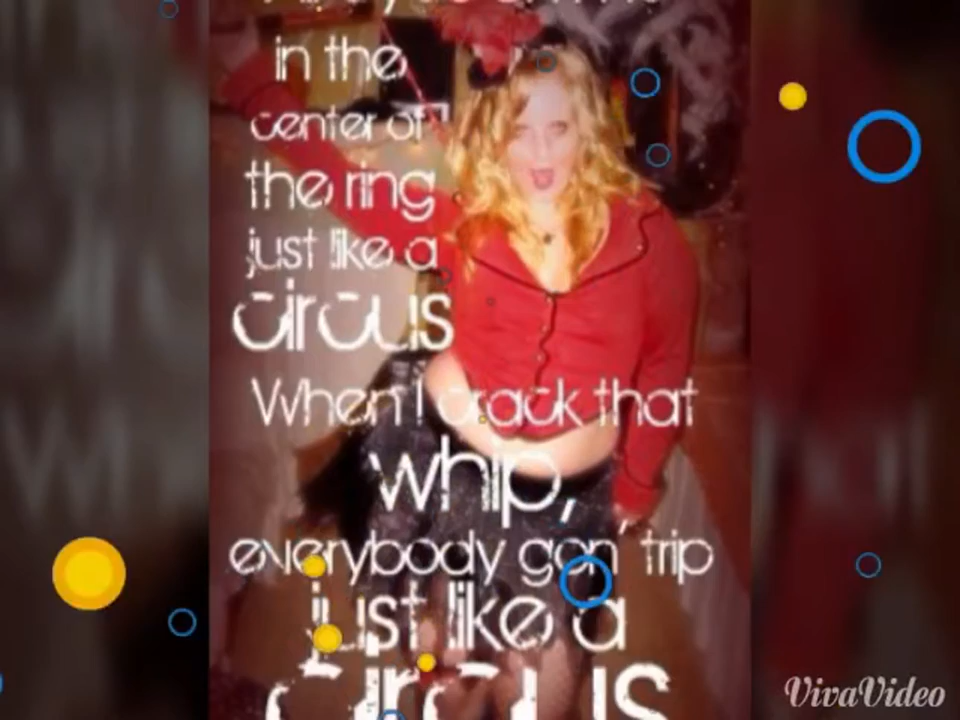 in the
center of
the ring
just like a
circus
When I crack that
whip,
everybody gon' trip
just like a
circus
VivaVideo